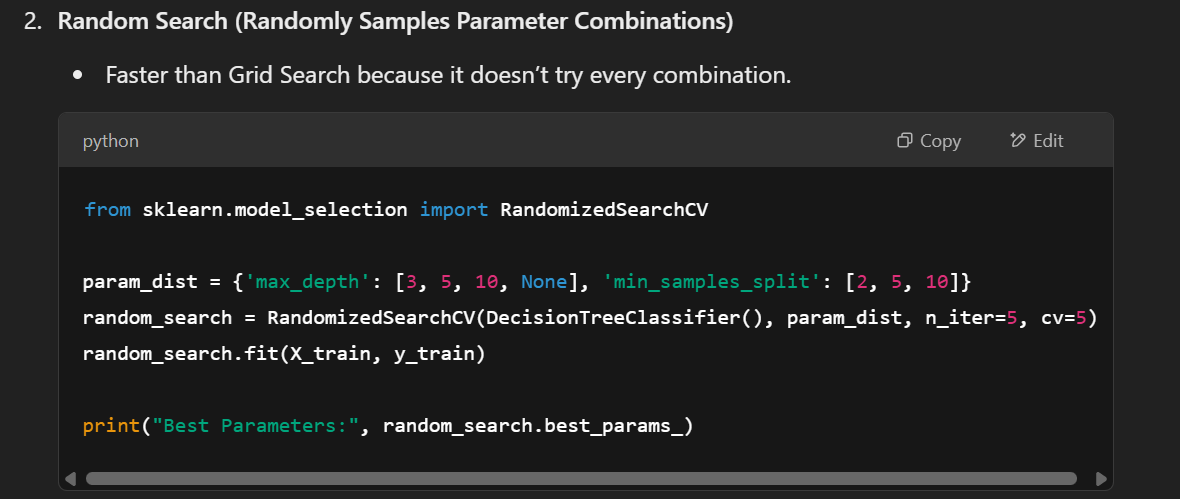 2. Random Search (Randomly Samples Parameter Combinations)
• Faster than Grid Search because it doesn’t try every combination.
python Copy Edit
from sklearn.model_selection import RandomizedSearchCV
param_dist = {'max_depth': [3, 5, 10, None], 'min_samples_split': [2, 5, 10]}
random_search = RandomizedSearchCV(DecisionTreeClassifier(), param_dist, n_iter=5, cv=5)
random_search.fit(X_train, y_train)
print("Best Parameters:", random_search.best_params_)